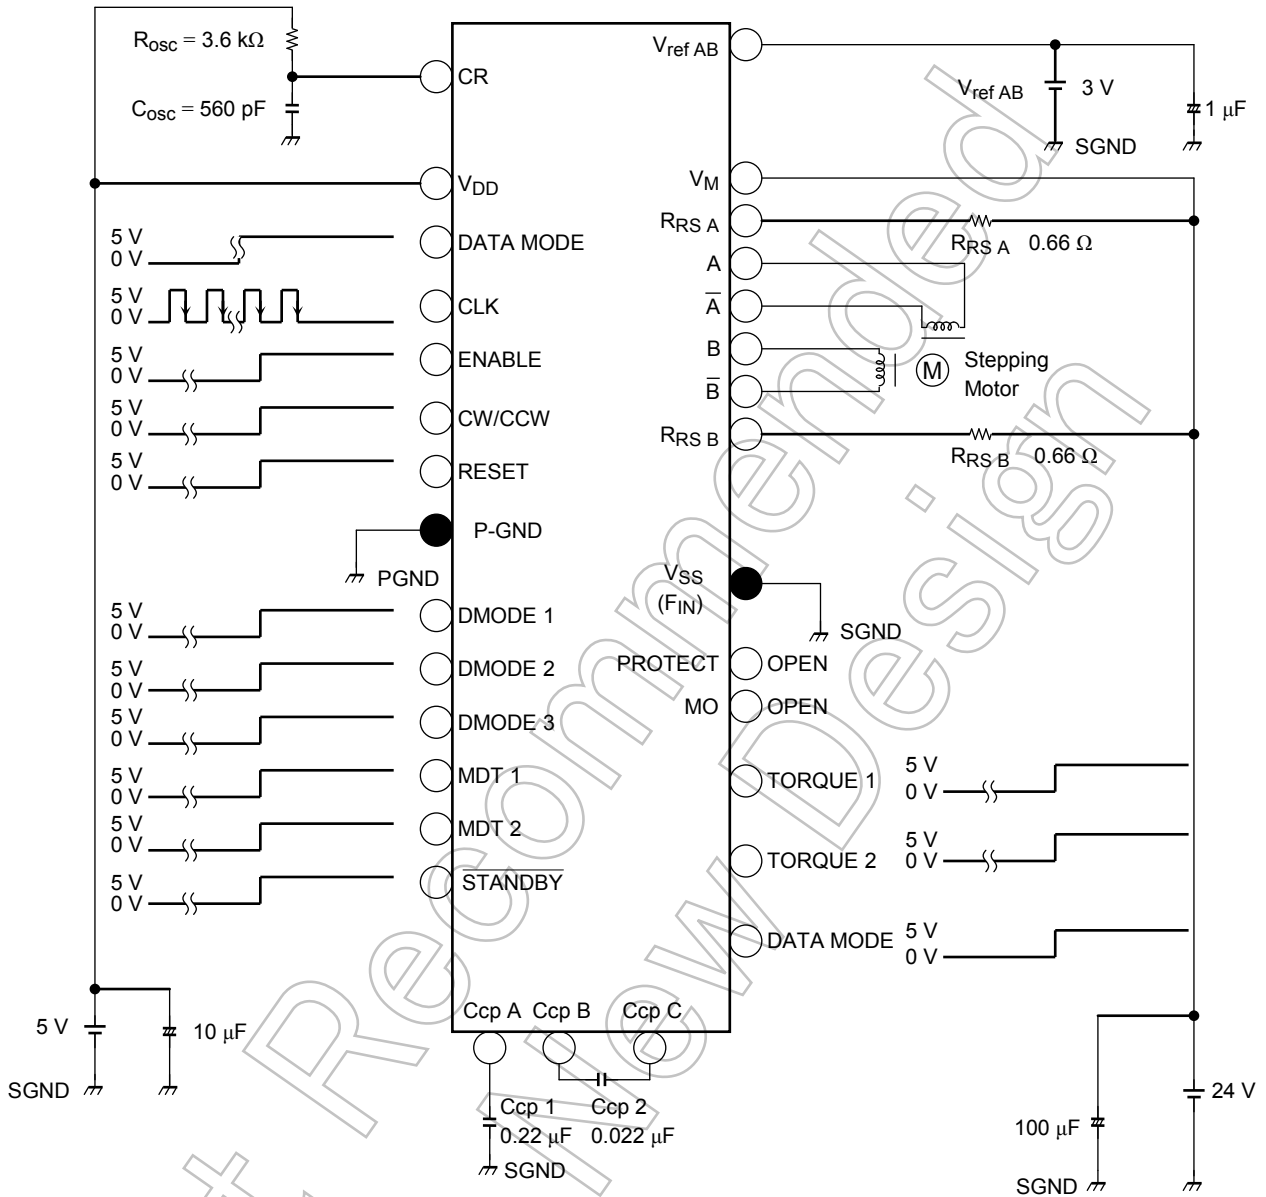 Rosc = 3.6 kΩ
Cosc = 560 pF
CR
VDD
5 V
0 V
DATA MODE
5 V
0 V
CLK
5 V
0 V
ENABLE
5 V
0 V
CW/CCW
5 V
0 V
RESET
P-GND
PGND
5 V
0 V
DMODE 1
5 V
0 V
DMODE 2
5 V
0 V
DMODE 3
5 V
0 V
MDT 1
5 V
0 V
MDT 2
5 V
0 V
S̅T̅A̅N̅D̅B̅Y̅
5 V
10 μF
SGND
Ccp A Ccp B Ccp C
Ccp 1
0.22 μF
Ccp 2
0.022 μF
SGND
Vref AB
Vref AB
3 V
1 μF
SGND
VM
RRS A
RRS A 0.66 Ω
A
A̅
B
B̅
M
Stepping
Motor
RRS B
RRS B 0.66 Ω
VSS
(FIN)
SGND
PROTECT OPEN
MO OPEN
TORQUE 1
5 V
0 V
TORQUE 2
5 V
0 V
DATA MODE
5 V
0 V
24 V
100 μF
SGND
t Recommended
New Design